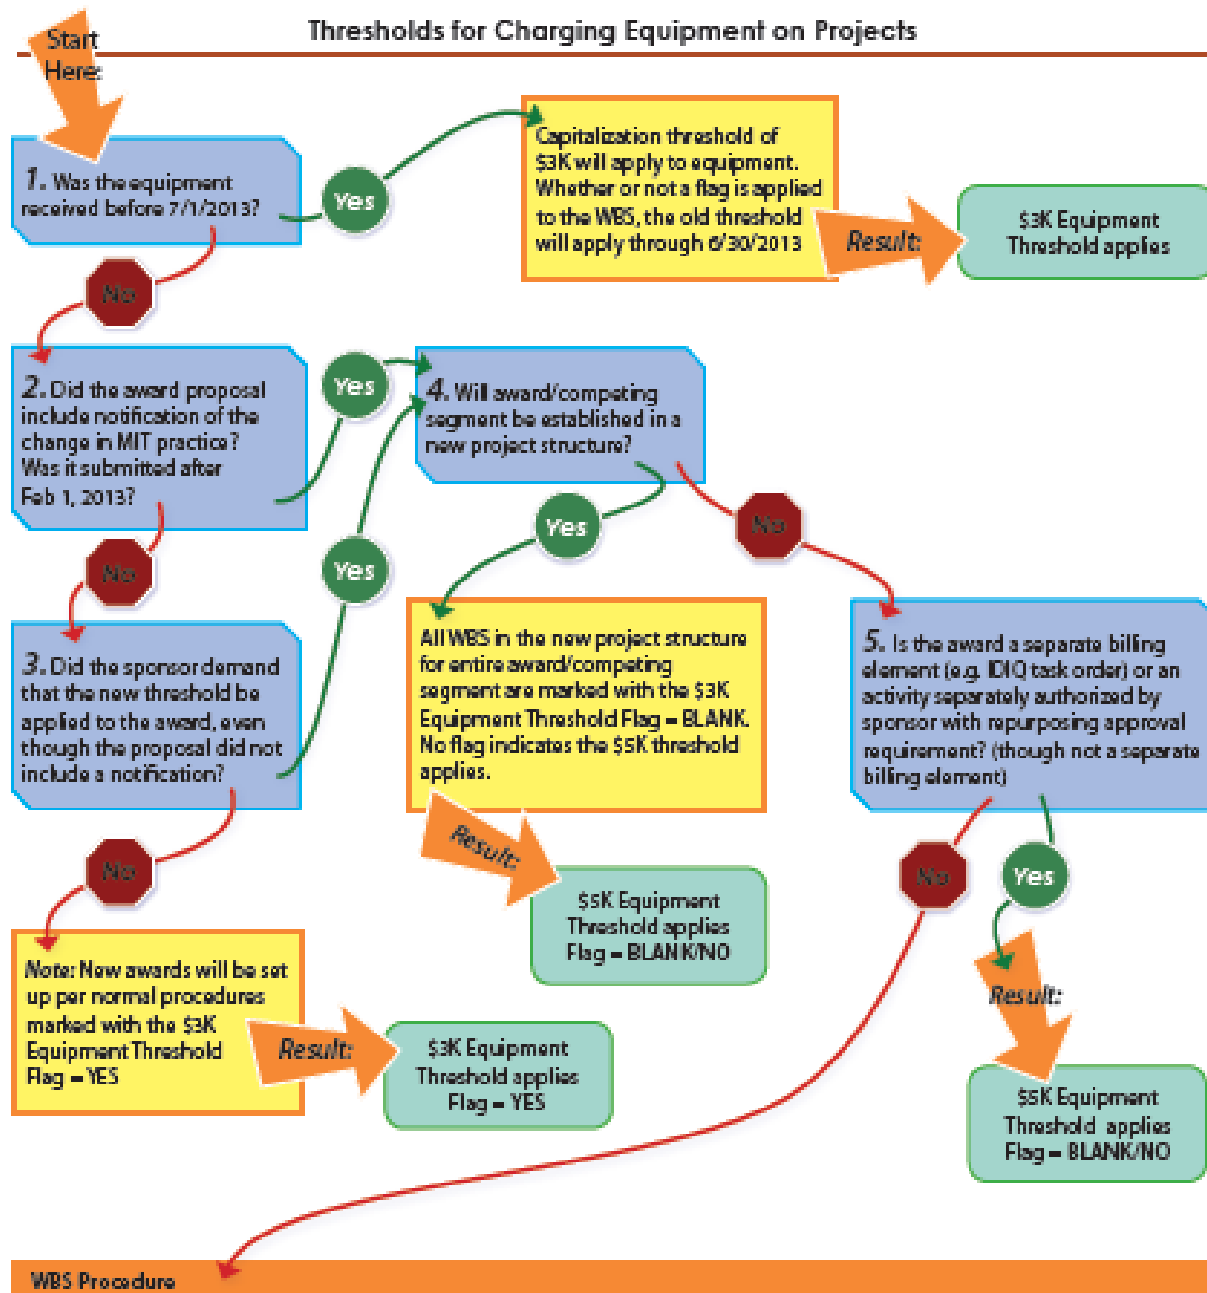 Thresholds for Charging Equipment on Projects
Start
Here:
1. Was the equipment
received before 7/1/2013?
Yes
Capitalization threshold of
$3K will apply to equipment.
Whether or not a flag is applied
to the WBS, the old threshold
will apply through 6/30/2013
Result:
$3K Equipment
Threshold applies
No
2. Did the award proposal
include notification of the
change in MIT practice?
Was it submitted after
Feb 1, 2013?
Yes
4. Will award/competing
segment be established in a
new project structure?
No
Yes
Yes
No
3. Did the sponsor demand
that the new threshold be
applied to the award, even
though the proposal did not
include a notification?
All WBS in the new project structure
for entire award/competing
segment are marked with the $3K
Equipment Threshold Flag = BLANK.
No flag indicates the $5K threshold
applies.
5. Is the award a separate billing
element (e.g. IDIQ task order) or an
activity separately authorized by
sponsor with repurposing approval
requirement? (though not a separate
billing element)
No
Result:
$5K Equipment
Threshold applies
Flag = BLANK/NO
No
Yes
Note: New awards will be set
up per normal procedures
marked with the $3K
Equipment Threshold
Flag = YES
Result:
$3K Equipment
Threshold applies
Flag = YES
Result:
$5K Equipment
Threshold applies
Flag = BLANK/NO
WBS Procedure